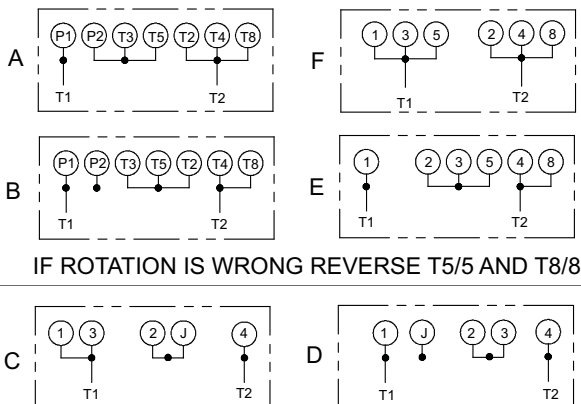 P1 P2 T3 T5 T2 T4 T8
A
T1 T2
1 3 5 2 4 8
F
T1 T2
P1 P2 T3 T5 T2 T4 T8
B
T1 T2
1 2 3 5 4 8
E
T1 T2
IF ROTATION IS WRONG REVERSE T5/5 AND T8/8
1 3 2 J 4
C
T1 T2
1 J 2 3 4
D
T1 T2